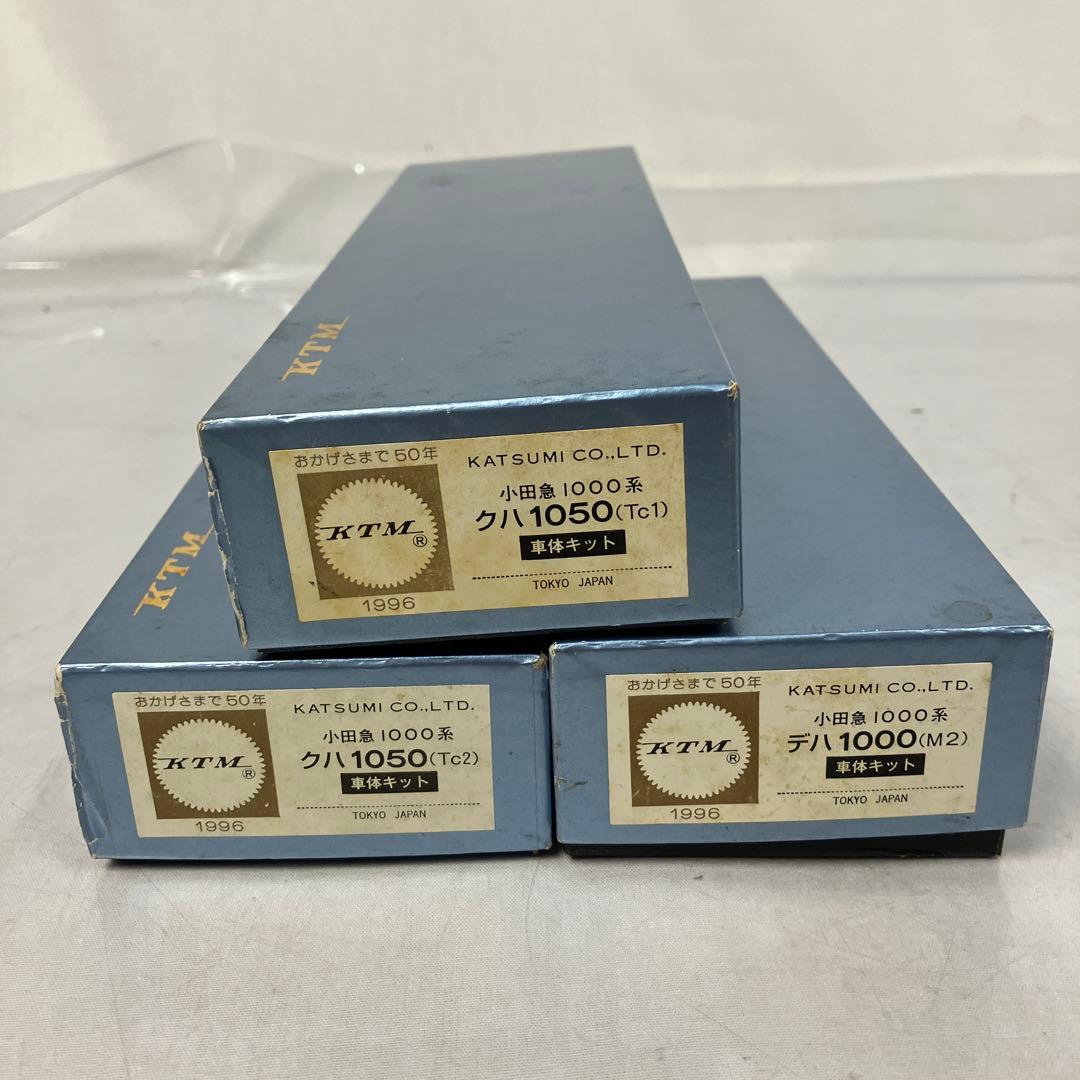 KTM
おかげさまで50年
KTM®
1996
KATSUMI CO.,LTD.
小田急1000系
クハ1050(Tc1)
車体キット
TOKYO JAPAN
KTM
おかげさまで50年
KTM®
1996
KATSUMI CO.,LTD.
小田急1000系
クハ1050(Tc2)
車体キット
TOKYO JAPAN
おかげさまで50年
KTM®
1996
KATSUMI CO.,LTD.
小田急1000系
デハ1000(M2)
車体キット
TOKYO JAPAN